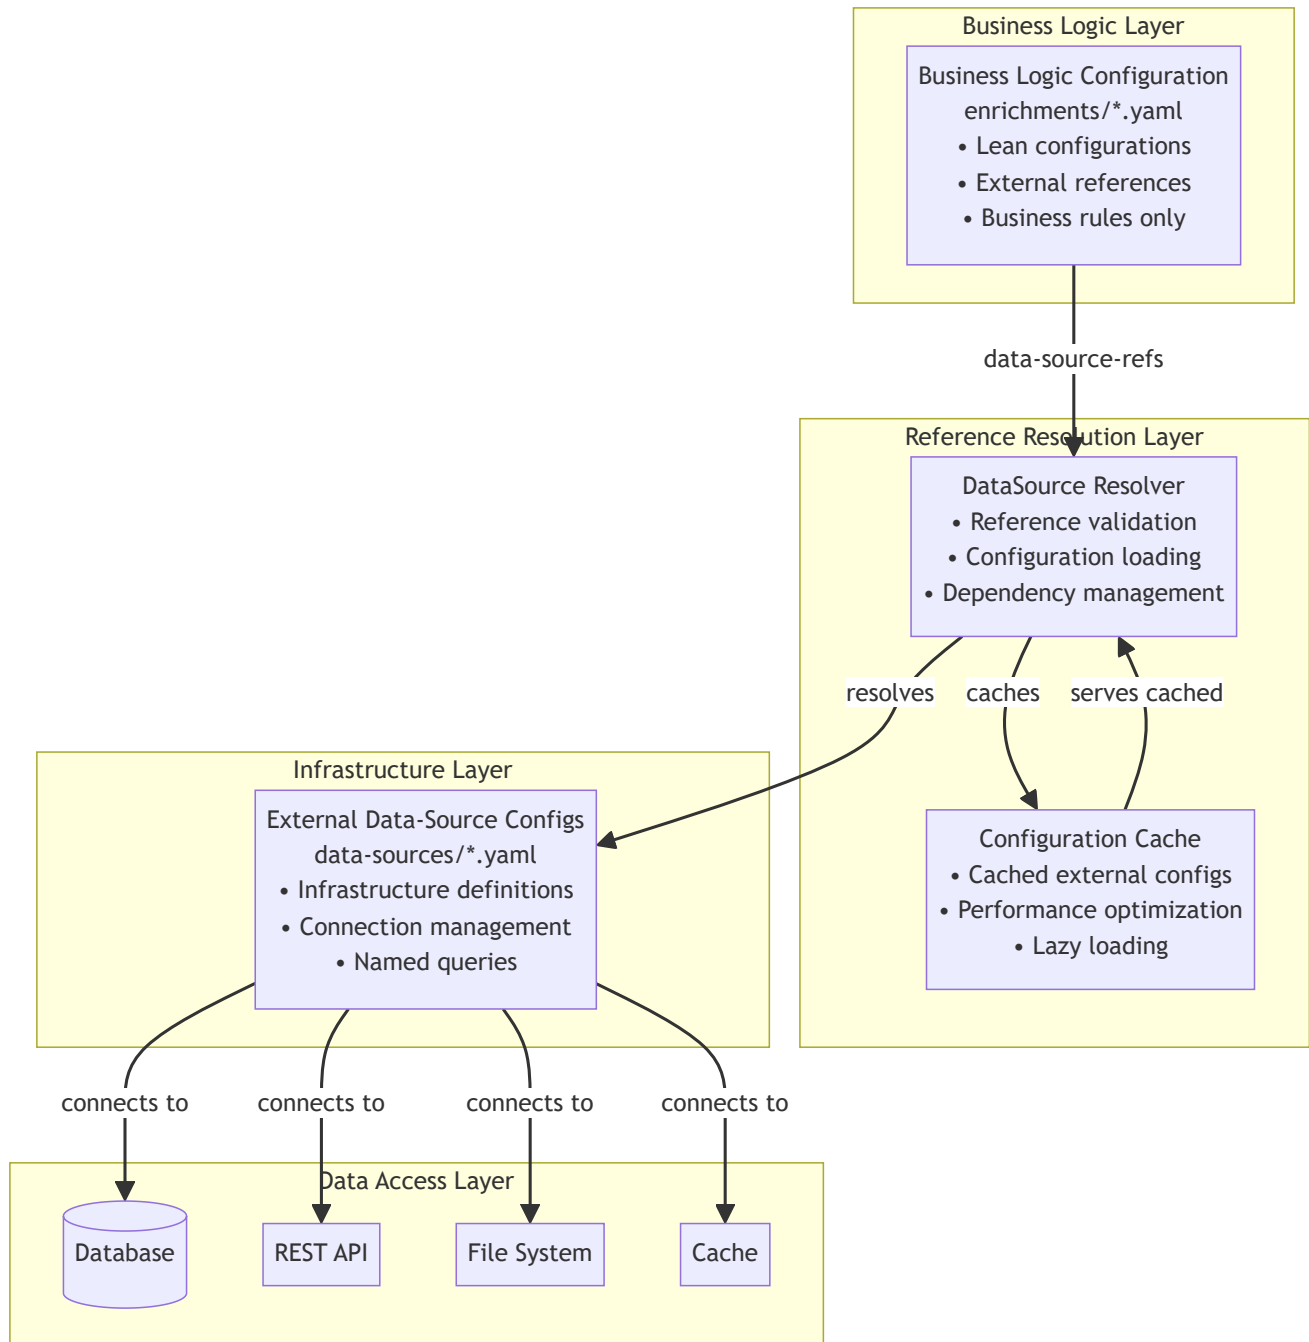 Business Logic Layer
Business Logic Configuration
enrichments/*.yaml
• Lean configurations
• External references
• Business rules only
data-source-refs
Reference Resolution Layer
DataSource Resolver
• Reference validation
• Configuration loading
• Dependency management
resolves
caches
serves cached
Infrastructure Layer
External Data-Source Configs
data-sources/*.yaml
• Infrastructure definitions
• Connection management
• Named queries
Configuration Cache
• Cached external configs
• Performance optimization
• Lazy loading
connects to
connects to
connects to
connects to
Data Access Layer
Database
REST API
File System
Cache